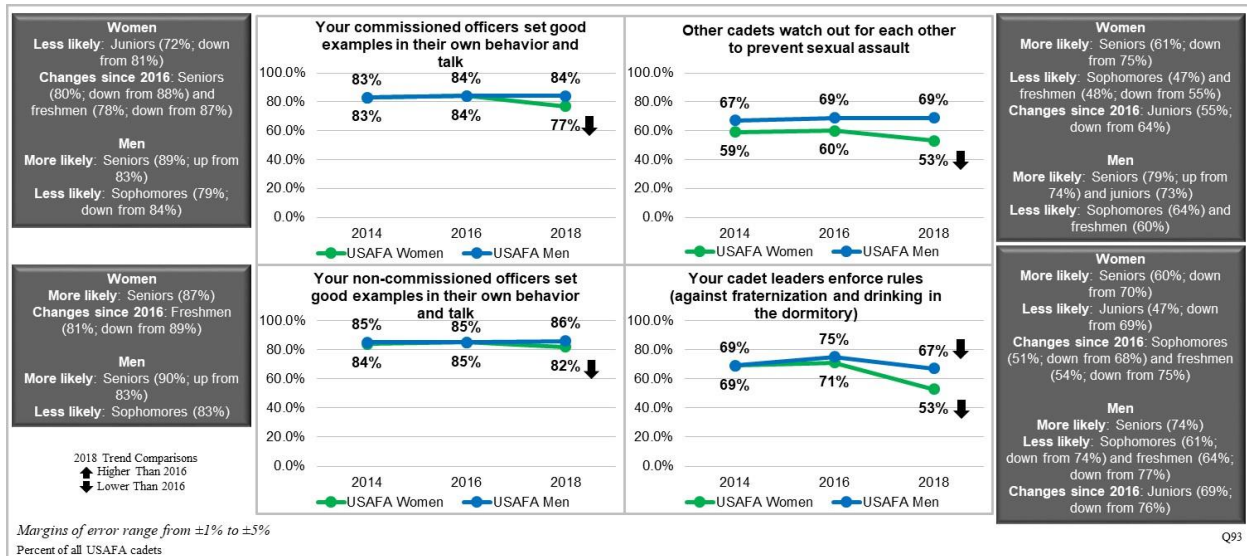 Women
Less likely: Juniors (72%; down
from 81%)
Changes since 2016: Seniors
(80%; down from 88%) and
freshmen (78%; down from 87%)
Men
More likely: Seniors (89%; up from
83%)
Less likely: Sophomores (79%;
down from 84%)
Your commissioned officers set good
examples in their own behavior and
talk
100.0%
80.0%
60.0%
40.0%
20.0%
0.0%
83%
84%
84%
83%
84%
77%
2014
2016
2018
USAFA Women
USAFA Men
Other cadets watch out for each other
to prevent sexual assault
100.0%
80.0%
60.0%
40.0%
20.0%
0.0%
67%
69%
69%
59%
60%
53%
2014
2016
2018
USAFA Women
USAFA Men
Women
More likely: Seniors (61%; down
from 75%)
Less likely: Sophomores (47%) and
freshmen (48%; down from 55%)
Changes since 2016: Juniors (55%;
down from 64%)
Men
More likely: Seniors (79%; up from
74%) and juniors (73%)
Less likely: Sophomores (64%) and
freshmen (60%)
Women
More likely: Seniors (87%)
Changes since 2016: Freshmen
(81%; down from 89%)
Men
More likely: Seniors (90%; up from
83%)
Less likely: Sophomores (83%)
Your non-commissioned officers set
good examples in their own behavior
and talk
100.0%
80.0%
60.0%
40.0%
20.0%
0.0%
85%
85%
86%
84%
85%
82%
2014
2016
2018
USAFA Women
USAFA Men
Your cadet leaders enforce rules
(against fraternization and drinking in
the dormitory)
100.0%
80.0%
60.0%
40.0%
20.0%
0.0%
69%
75%
67%
69%
71%
53%
2014
2016
2018
USAFA Women
USAFA Men
Women
More likely: Seniors (60%; down
from 70%)
Less likely: Juniors (47%; down
from 69%)
Changes since 2016: Sophomores
(51%; down from 68%) and freshmen
(54%; down from 75%)
Men
More likely: Seniors (74%)
Less likely: Sophomores (61%;
down from 74%) and freshmen (64%;
down from 77%)
Changes since 2016: Juniors (69%;
down from 76%)
2018 Trend Comparisons
Higher Than 2016
Lower Than 2016
Margins of error range from ±1% to ±5%
Percent of all USAFA cadets
Q93